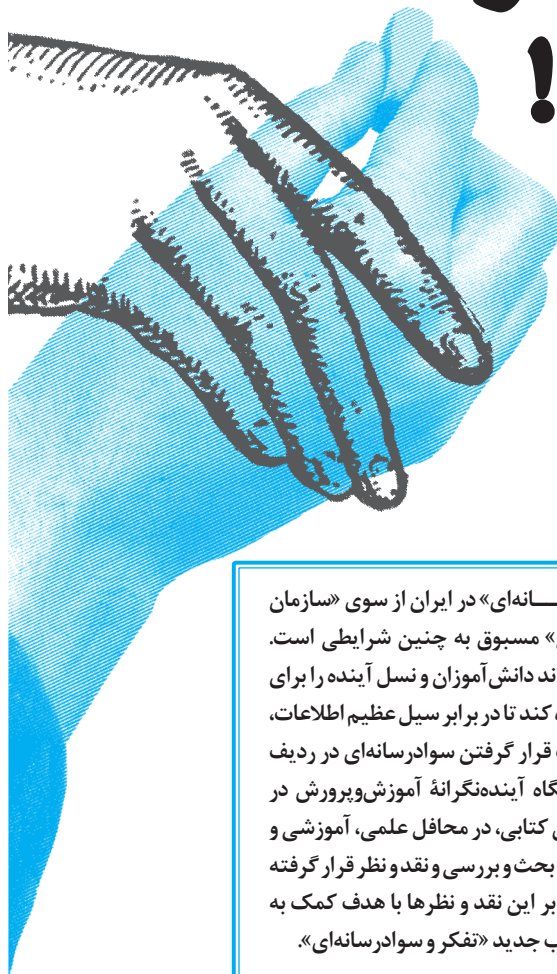 !
ـانه‌ای» در ایران از سوی «سازمان
» مسبوق به چنین شرایطی است.
ند دانش‌آموزان و نسل آینده را برای
کند تا در برابر سیل عظیم اطلاعات،
قرار گرفتن سوادرسانه‌ای در ردیف
گاه آینده‌نگرانهٔ آموزش‌وپرورش در
کتابی، در محافل علمی، آموزشی و
بحث‌و بررسی و نقد و نظر قرار گرفته
بر این نقد و نظرها با هدف کمک به
ب جدید «تفکر و سوادرسانه‌ای».